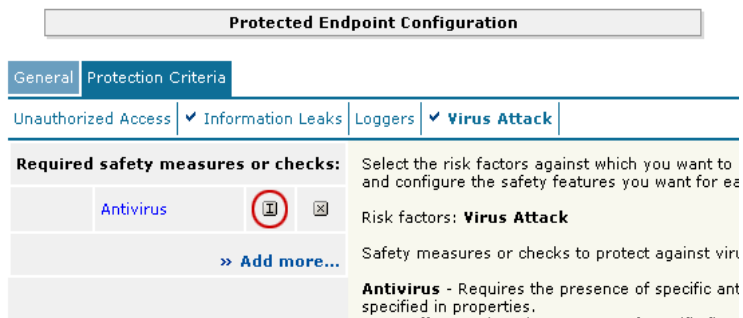 Protected Endpoint Configuration
General Protection Criteria
Unauthorized Access Information Leaks Loggers Virus Attack
Required safety measures or checks:
Antivirus
» Add more...
Select the risk factors against which you want to
and configure the safety features you want for ea
Risk factors: Virus Attack
Safety measures or checks to protect against viru
Antivirus - Requires the presence of specific ant
specified in properties.